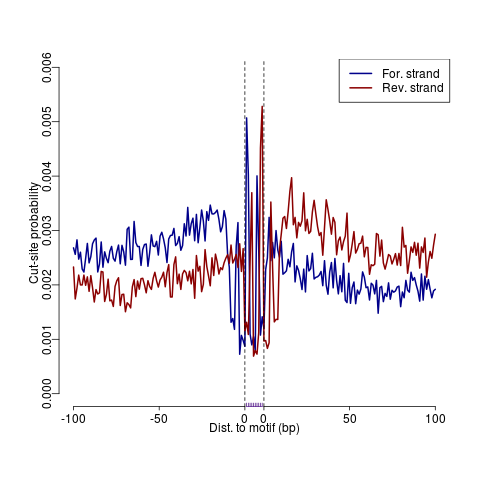 For. strand
Rev. strand
Cut-site probability
0.006
0.005
0.004
0.003
0.002
0.001
0.000
-100 -50 0 0 50 100
Dist. to motif (bp)